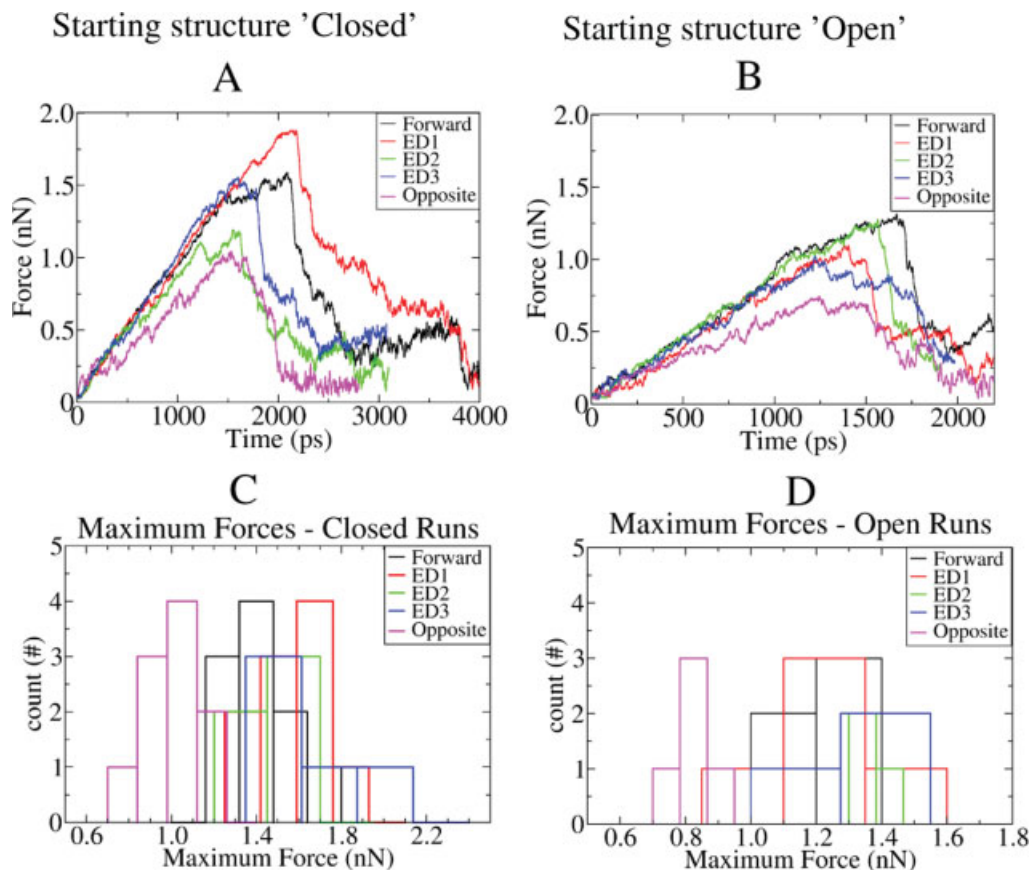 Starting structure 'Closed'
Starting structure 'Open'
A
2.0
1.5
1.0
0.5
0
Force (nN)
Forward
ED1
ED2
ED3
Opposite
0 1000 2000 3000 4000
Time (ps)
B
2.0
1.5
1.0
0.5
0
Force (nN)
Forward
ED1
ED2
ED3
Opposite
0 500 1000 1500 2000
Time (ps)
C
Maximum Forces - Closed Runs
5
4
3
2
1
0
count (#)
Forward
ED1
ED2
ED3
Opposite
0.6 1.0 1.4 1.8 2.2
Maximum Force (nN)
D
Maximum Forces - Open Runs
5
4
3
2
1
0
count (#)
Forward
ED1
ED2
ED3
Opposite
0.6 0.8 1.0 1.2 1.4 1.6 1.8
Maximum Force (nN)